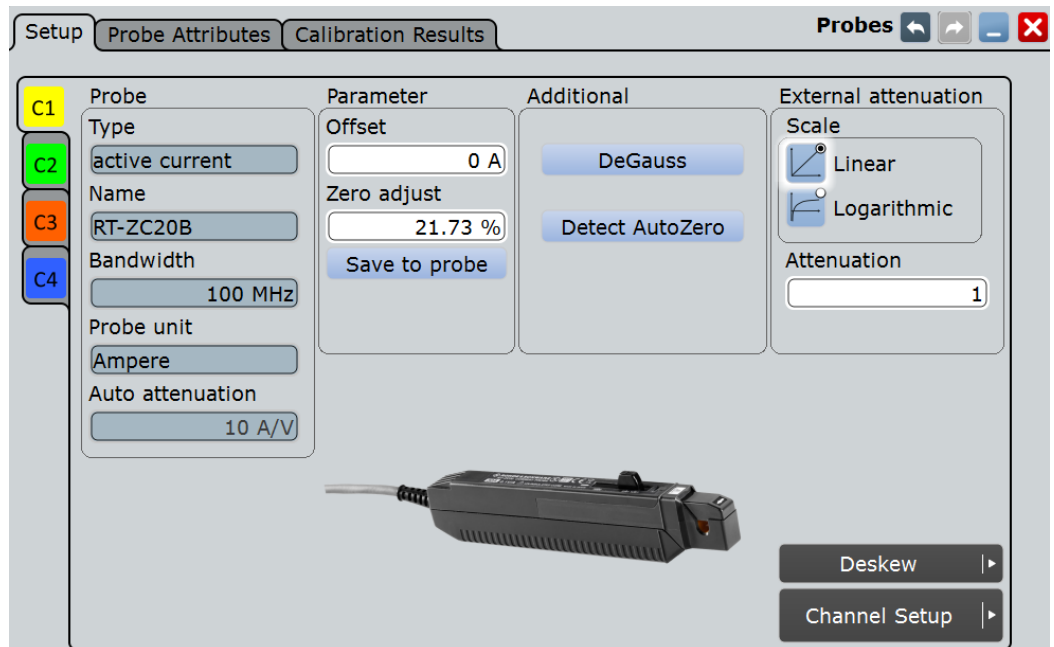 Setup
Probe Attributes
Calibration Results
Probes
C1
C2
C3
C4
Probe
Type
active current
Name
RT-ZC20B
Bandwidth
100 MHz
Probe unit
Ampere
Auto attenuation
10 A/V
Parameter
Offset
0 A
Zero adjust
21.73 %
Save to probe
Additional
DeGauss
Detect AutoZero
External attenuation
Scale
Linear
Logarithmic
Attenuation
1
Deskew
Channel Setup